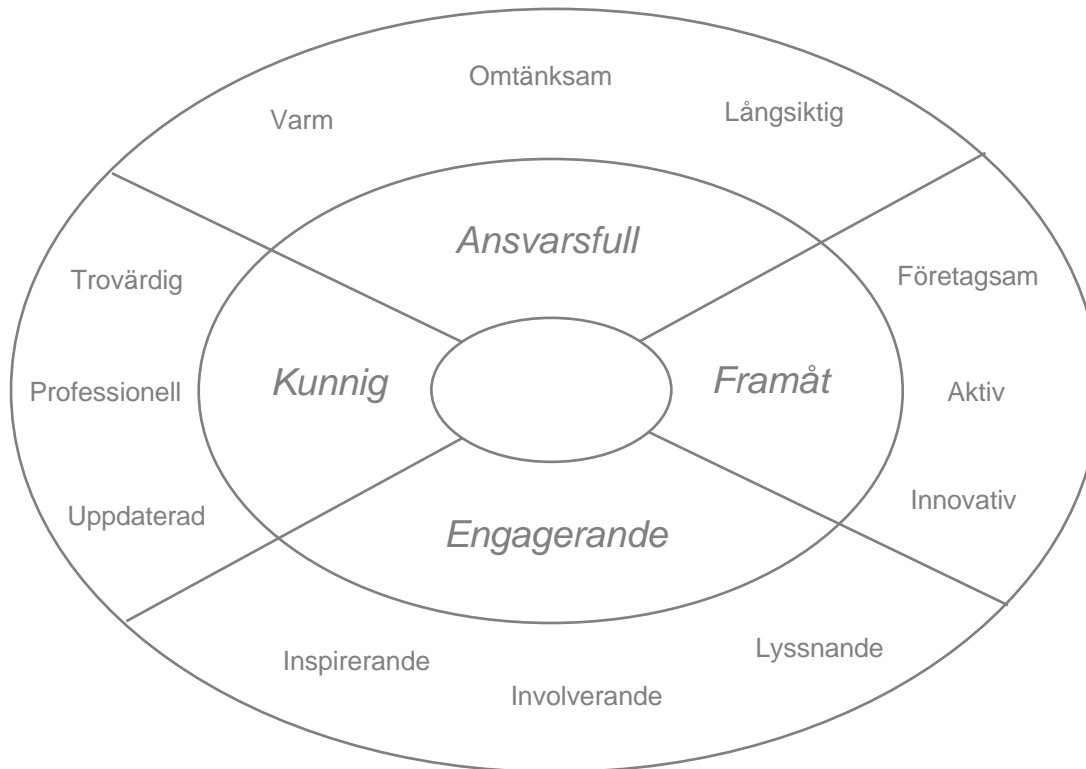 Omtänksam
Varm
Långsiktig
Ansvarsfull
Trovärdig
Företagsam
Kunnig
Framåt
Professionell
Aktiv
Uppdaterad
Innovativ
Engagerande
Inspirerande
Involverande
Lyssnande